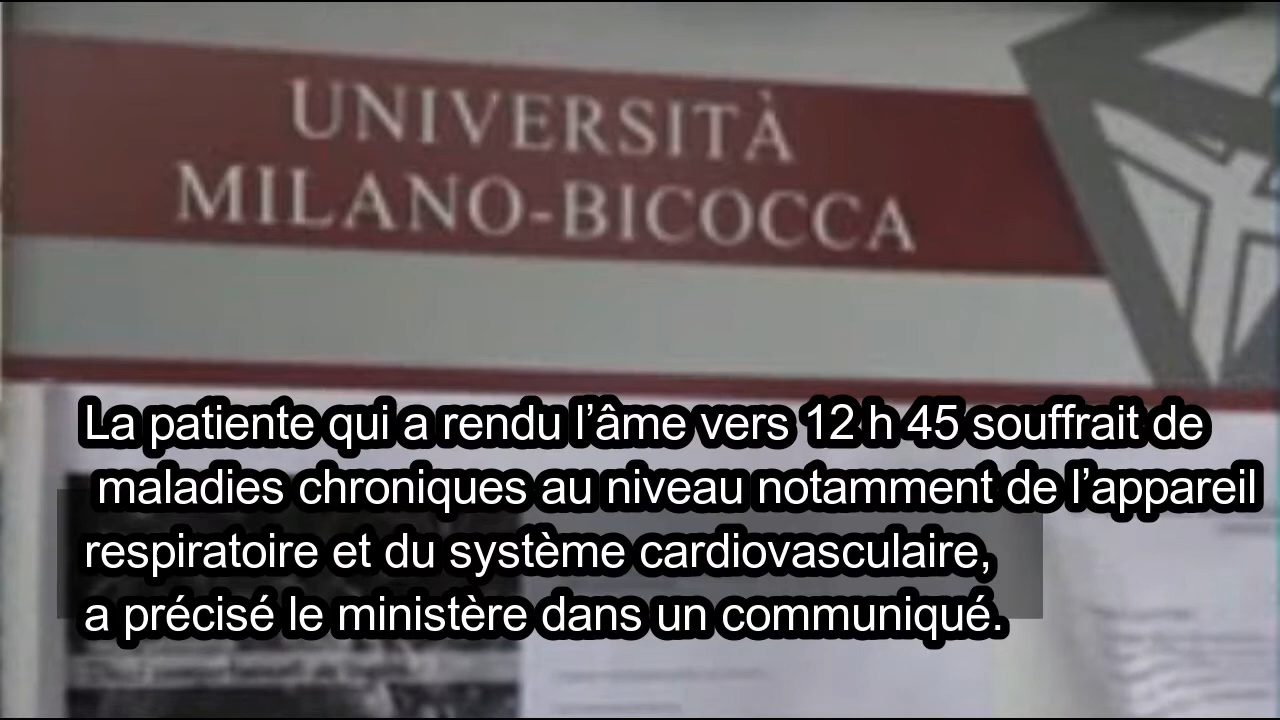 UNIVERSITÀ
MILANO-BICOCCA
La patiente qui a rendu l’âme vers 12 h 45 souffrait de
maladies chroniques au niveau notamment de l’appareil
respiratoire et du système cardiovasculaire,
a précisé le ministère dans un communiqué.